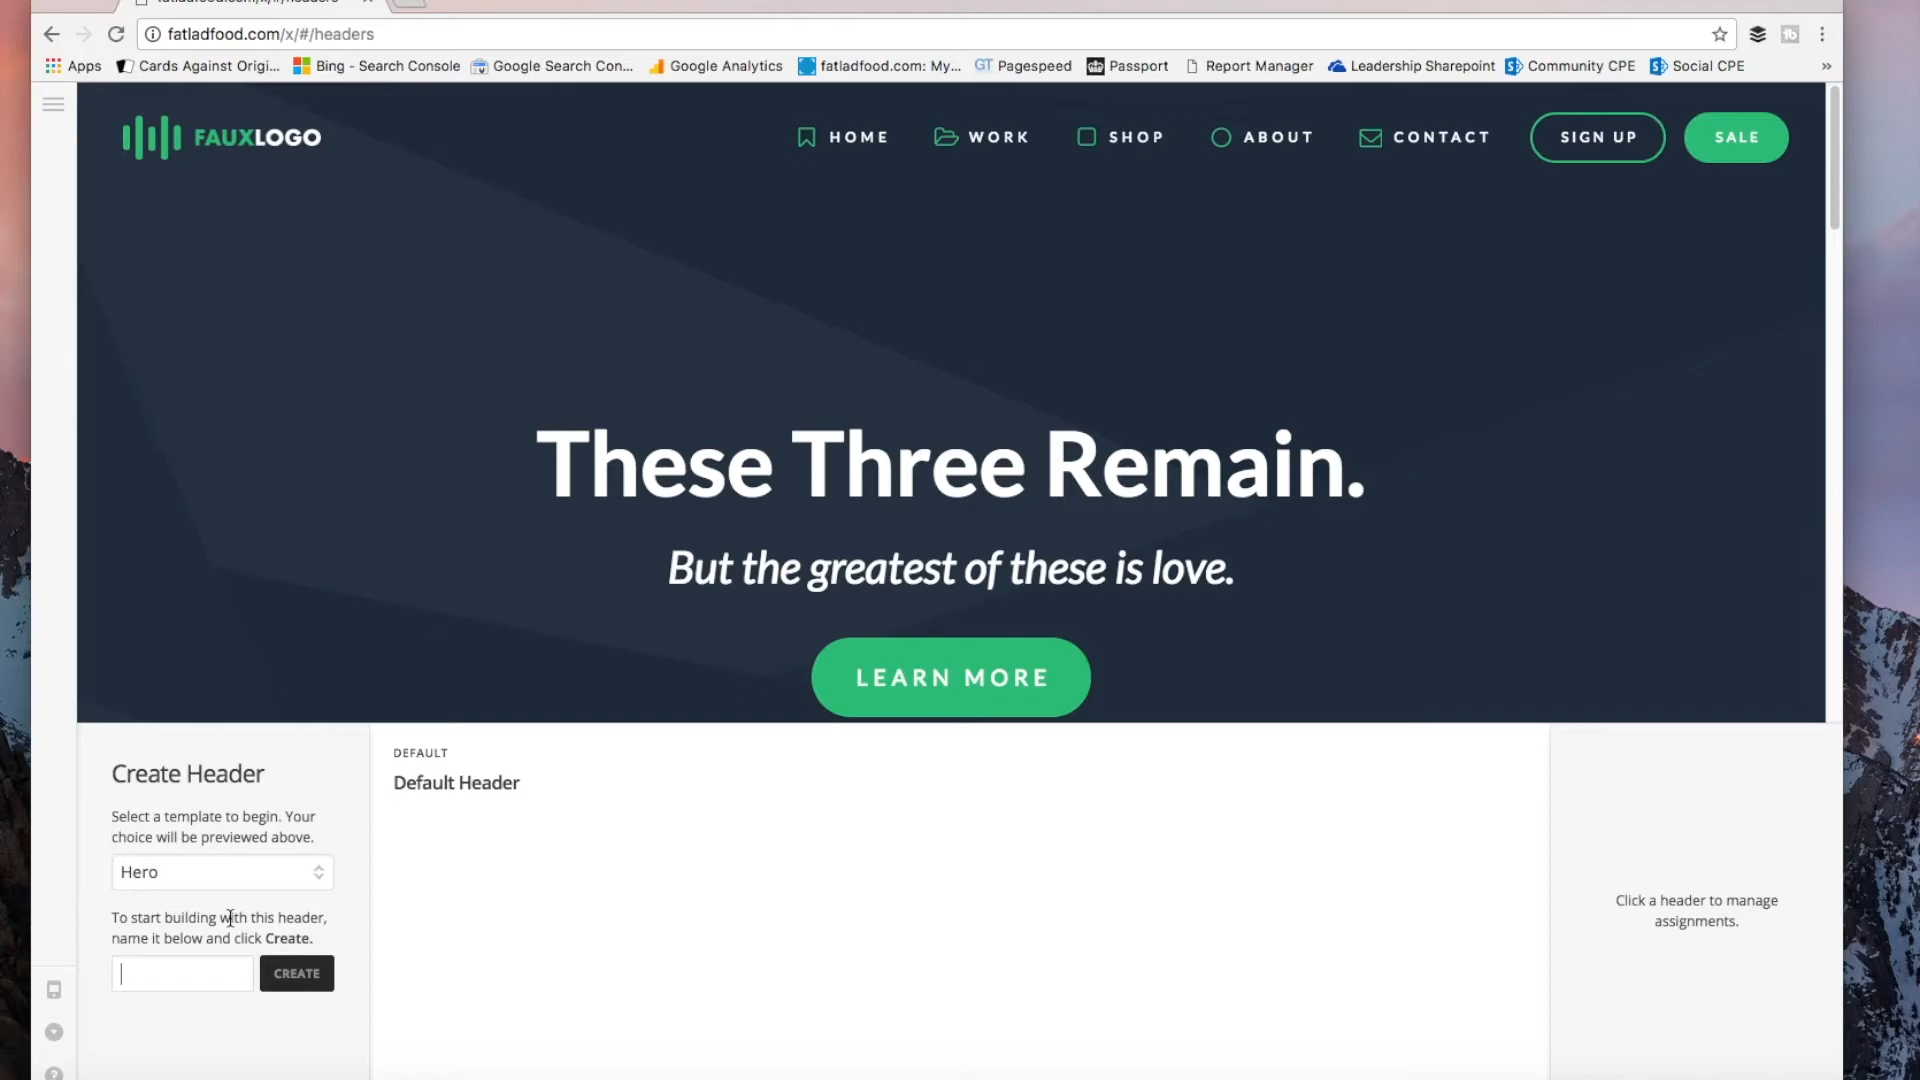 fatladfood.com/x/#/headers
Apps Cards Against Origi... Bing - Search Console Google Search Con... Google Analytics fatladfood.com: My... GT Pagespeed Passport Report Manager Leadership Sharepoint Community CPE Social CPE »
FAUXLOGO HOME WORK SHOP ABOUT CONTACT SIGN UP SALE
These Three Remain.
But the greatest of these is love.
LEARN MORE
Create Header
Select a template to begin. Your
choice will be previewed above.
Hero
To start building with this header,
name it below and click Create.
CREATE
DEFAULT
Default Header
Click a header to manage
assignments.